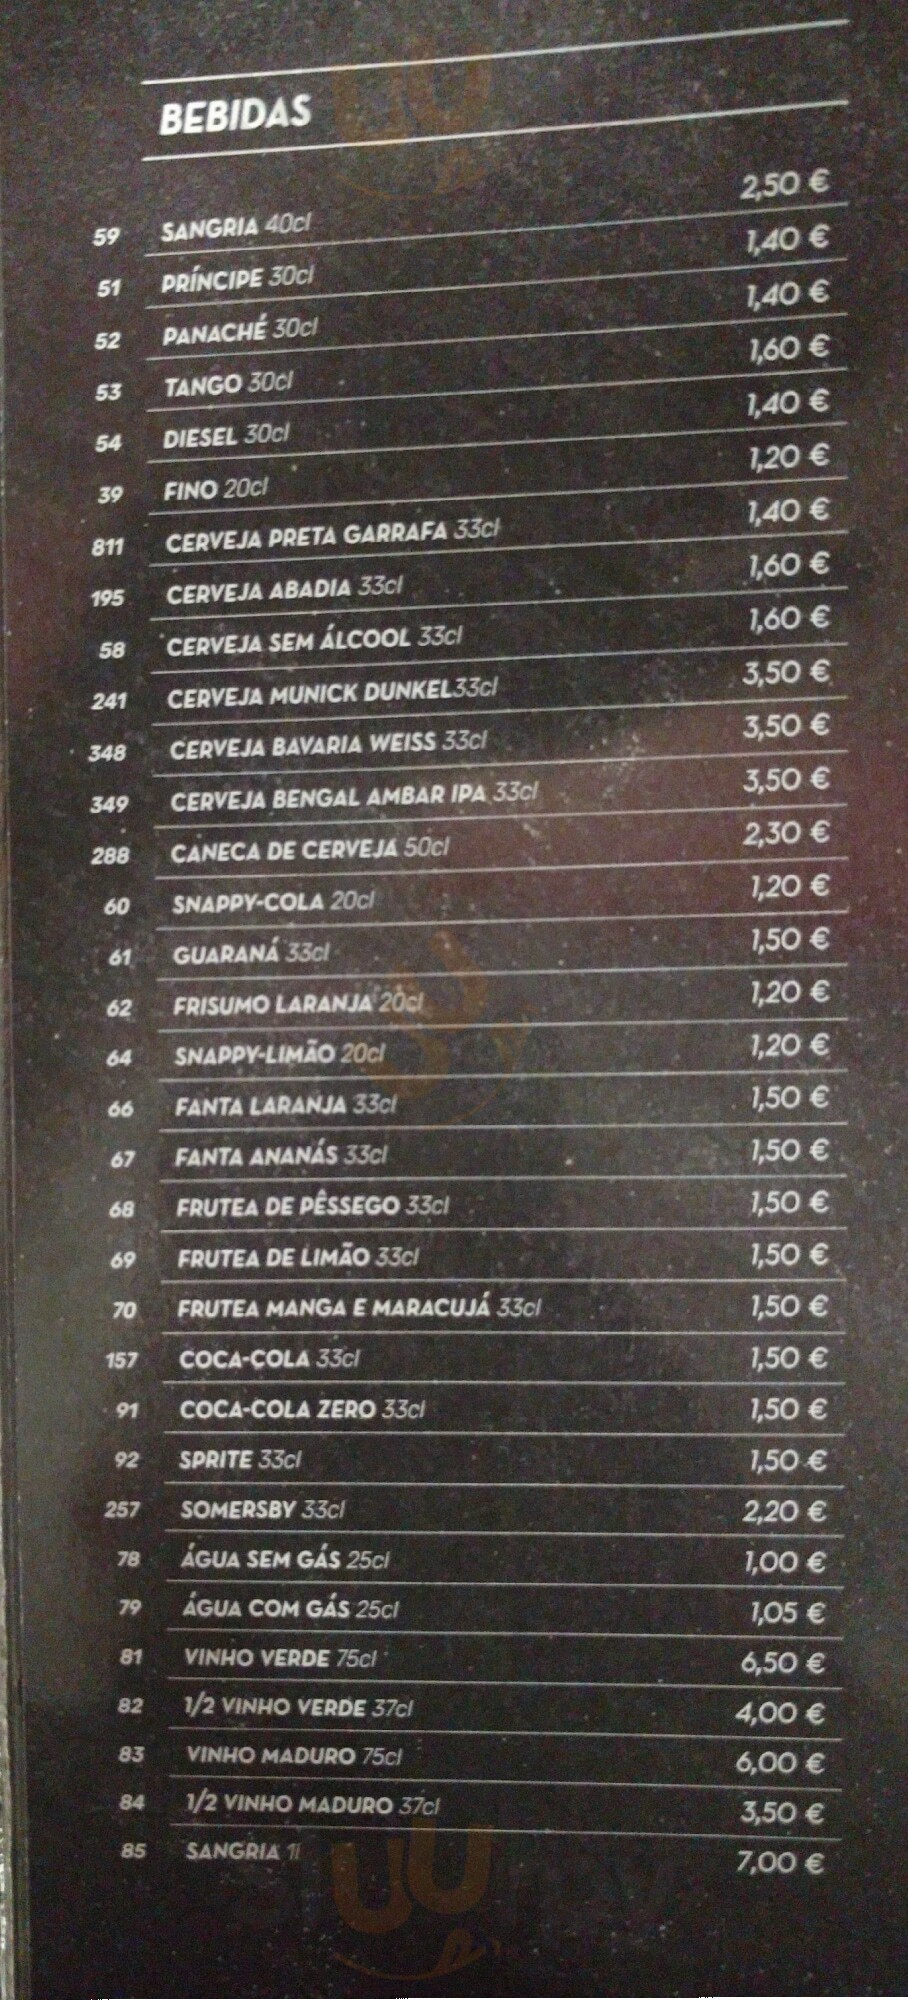 BEBIDAS
59 SANGRIA 40cl 2,50 €
51 PRÍNCIPE 30cl 1,40 €
52 PANACHÉ 30cl 1,40 €
53 TANGO 30cl 1,60 €
54 DIESEL 30cl 1,40 €
39 FINO 20cl 1,20 €
811 CERVEJA PRETA GARRAFA 33cl 1,40 €
195 CERVEJA ABADIA 33cl 1,60 €
58 CERVEJA SEM ÁLCOOL 33cl 1,60 €
241 CERVEJA MUNICK DUNKEL 33cl 3,50 €
348 CERVEJA BAVARIA WEISS 33cl 3,50 €
349 CERVEJA BENGAL AMBAR IPA 33cl 3,50 €
288 CANECA DE CERVEJA 50cl 2,30 €
60 SNAPPY-COLA 20cl 1,20 €
61 GUARANÁ 33cl 1,50 €
62 FRISUMO LARANJA 20cl 1,20 €
64 SNAPPY-LIMÃO 20cl 1,20 €
66 FANTA LARANJA 33cl 1,50 €
67 FANTA ANANÁS 33cl 1,50 €
68 FRUTEA DE PÊSSEGO 33cl 1,50 €
69 FRUTEA DE LIMÃO 33cl 1,50 €
70 FRUTEA MANGA E MARACUJÁ 33cl 1,50 €
157 COCA-COLA 33cl 1,50 €
91 COCA-COLA ZERO 33cl 1,50 €
92 SPRITE 33cl 1,50 €
257 SOMERSBY 33cl 2,20 €
78 ÁGUA SEM GÁS 25cl 1,00 €
79 ÁGUA COM GÁS 25cl 1,05 €
81 VINHO VERDE 75cl 6,50 €
82 1/2 VINHO VERDE 37cl 4,00 €
83 VINHO MADURO 75cl 6,00 €
84 1/2 VINHO MADURO 37cl 3,50 €
85 SANGRIA 1l 7,00 €